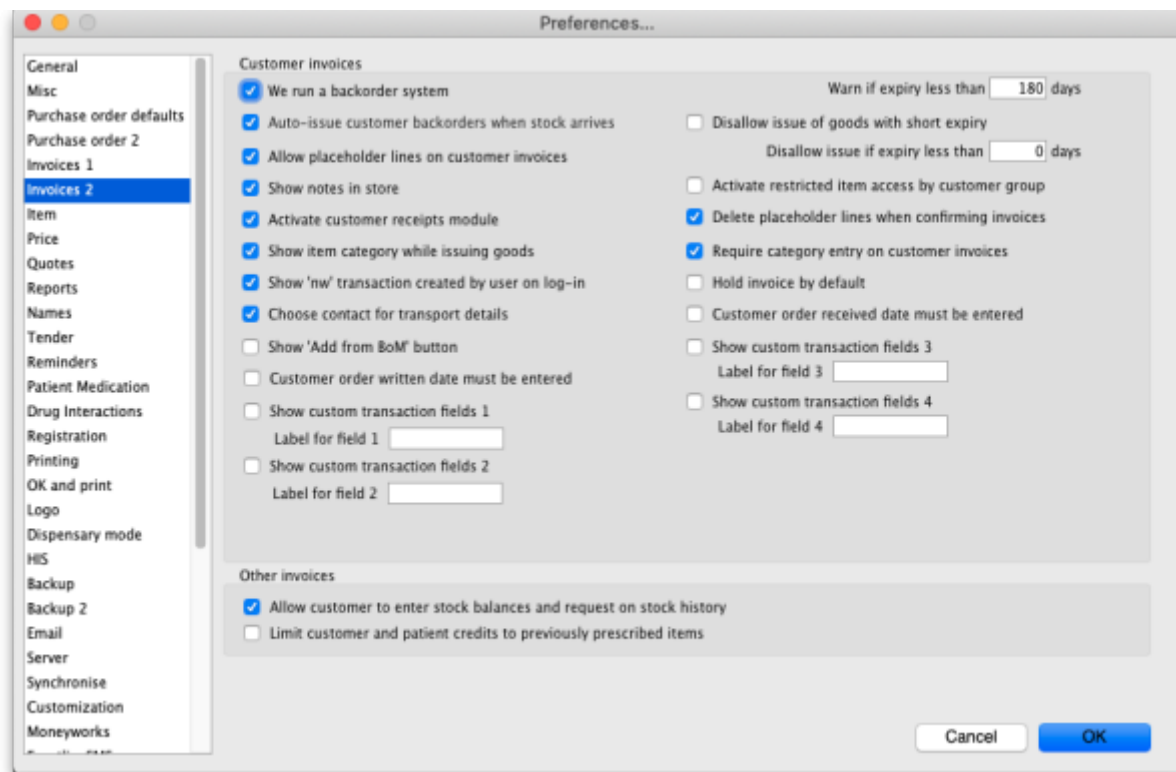 Preferences...
General
Misc
Purchase order defaults
Purchase order 2
Invoices 1
Invoices 2
Item
Price
Quotes
Reports
Names
Tender
Reminders
Patient Medication
Drug Interactions
Registration
Printing
OK and print
Logo
Dispensary mode
HIS
Backup
Backup 2
Email
Server
Synchronise
Customization
Moneyworks
Customer invoices
We run a backorder system
Auto-issue customer backorders when stock arrives
Allow placeholder lines on customer invoices
Show notes in store
Activate customer receipts module
Show item category while issuing goods
Show 'nw' transaction created by user on log-in
Choose contact for transport details
Show 'Add from BoM' button
Customer order written date must be entered
Show custom transaction fields 1
Label for field 1
Show custom transaction fields 2
Label for field 2
Warn if expiry less than 180 days
Disallow issue of goods with short expiry
Disallow issue if expiry less than 0 days
Activate restricted item access by customer group
Delete placeholder lines when confirming invoices
Require category entry on customer invoices
Hold invoice by default
Customer order received date must be entered
Show custom transaction fields 3
Label for field 3
Show custom transaction fields 4
Label for field 4
Other invoices
Allow customer to enter stock balances and request on stock history
Limit customer and patient credits to previously prescribed items
Cancel
OK